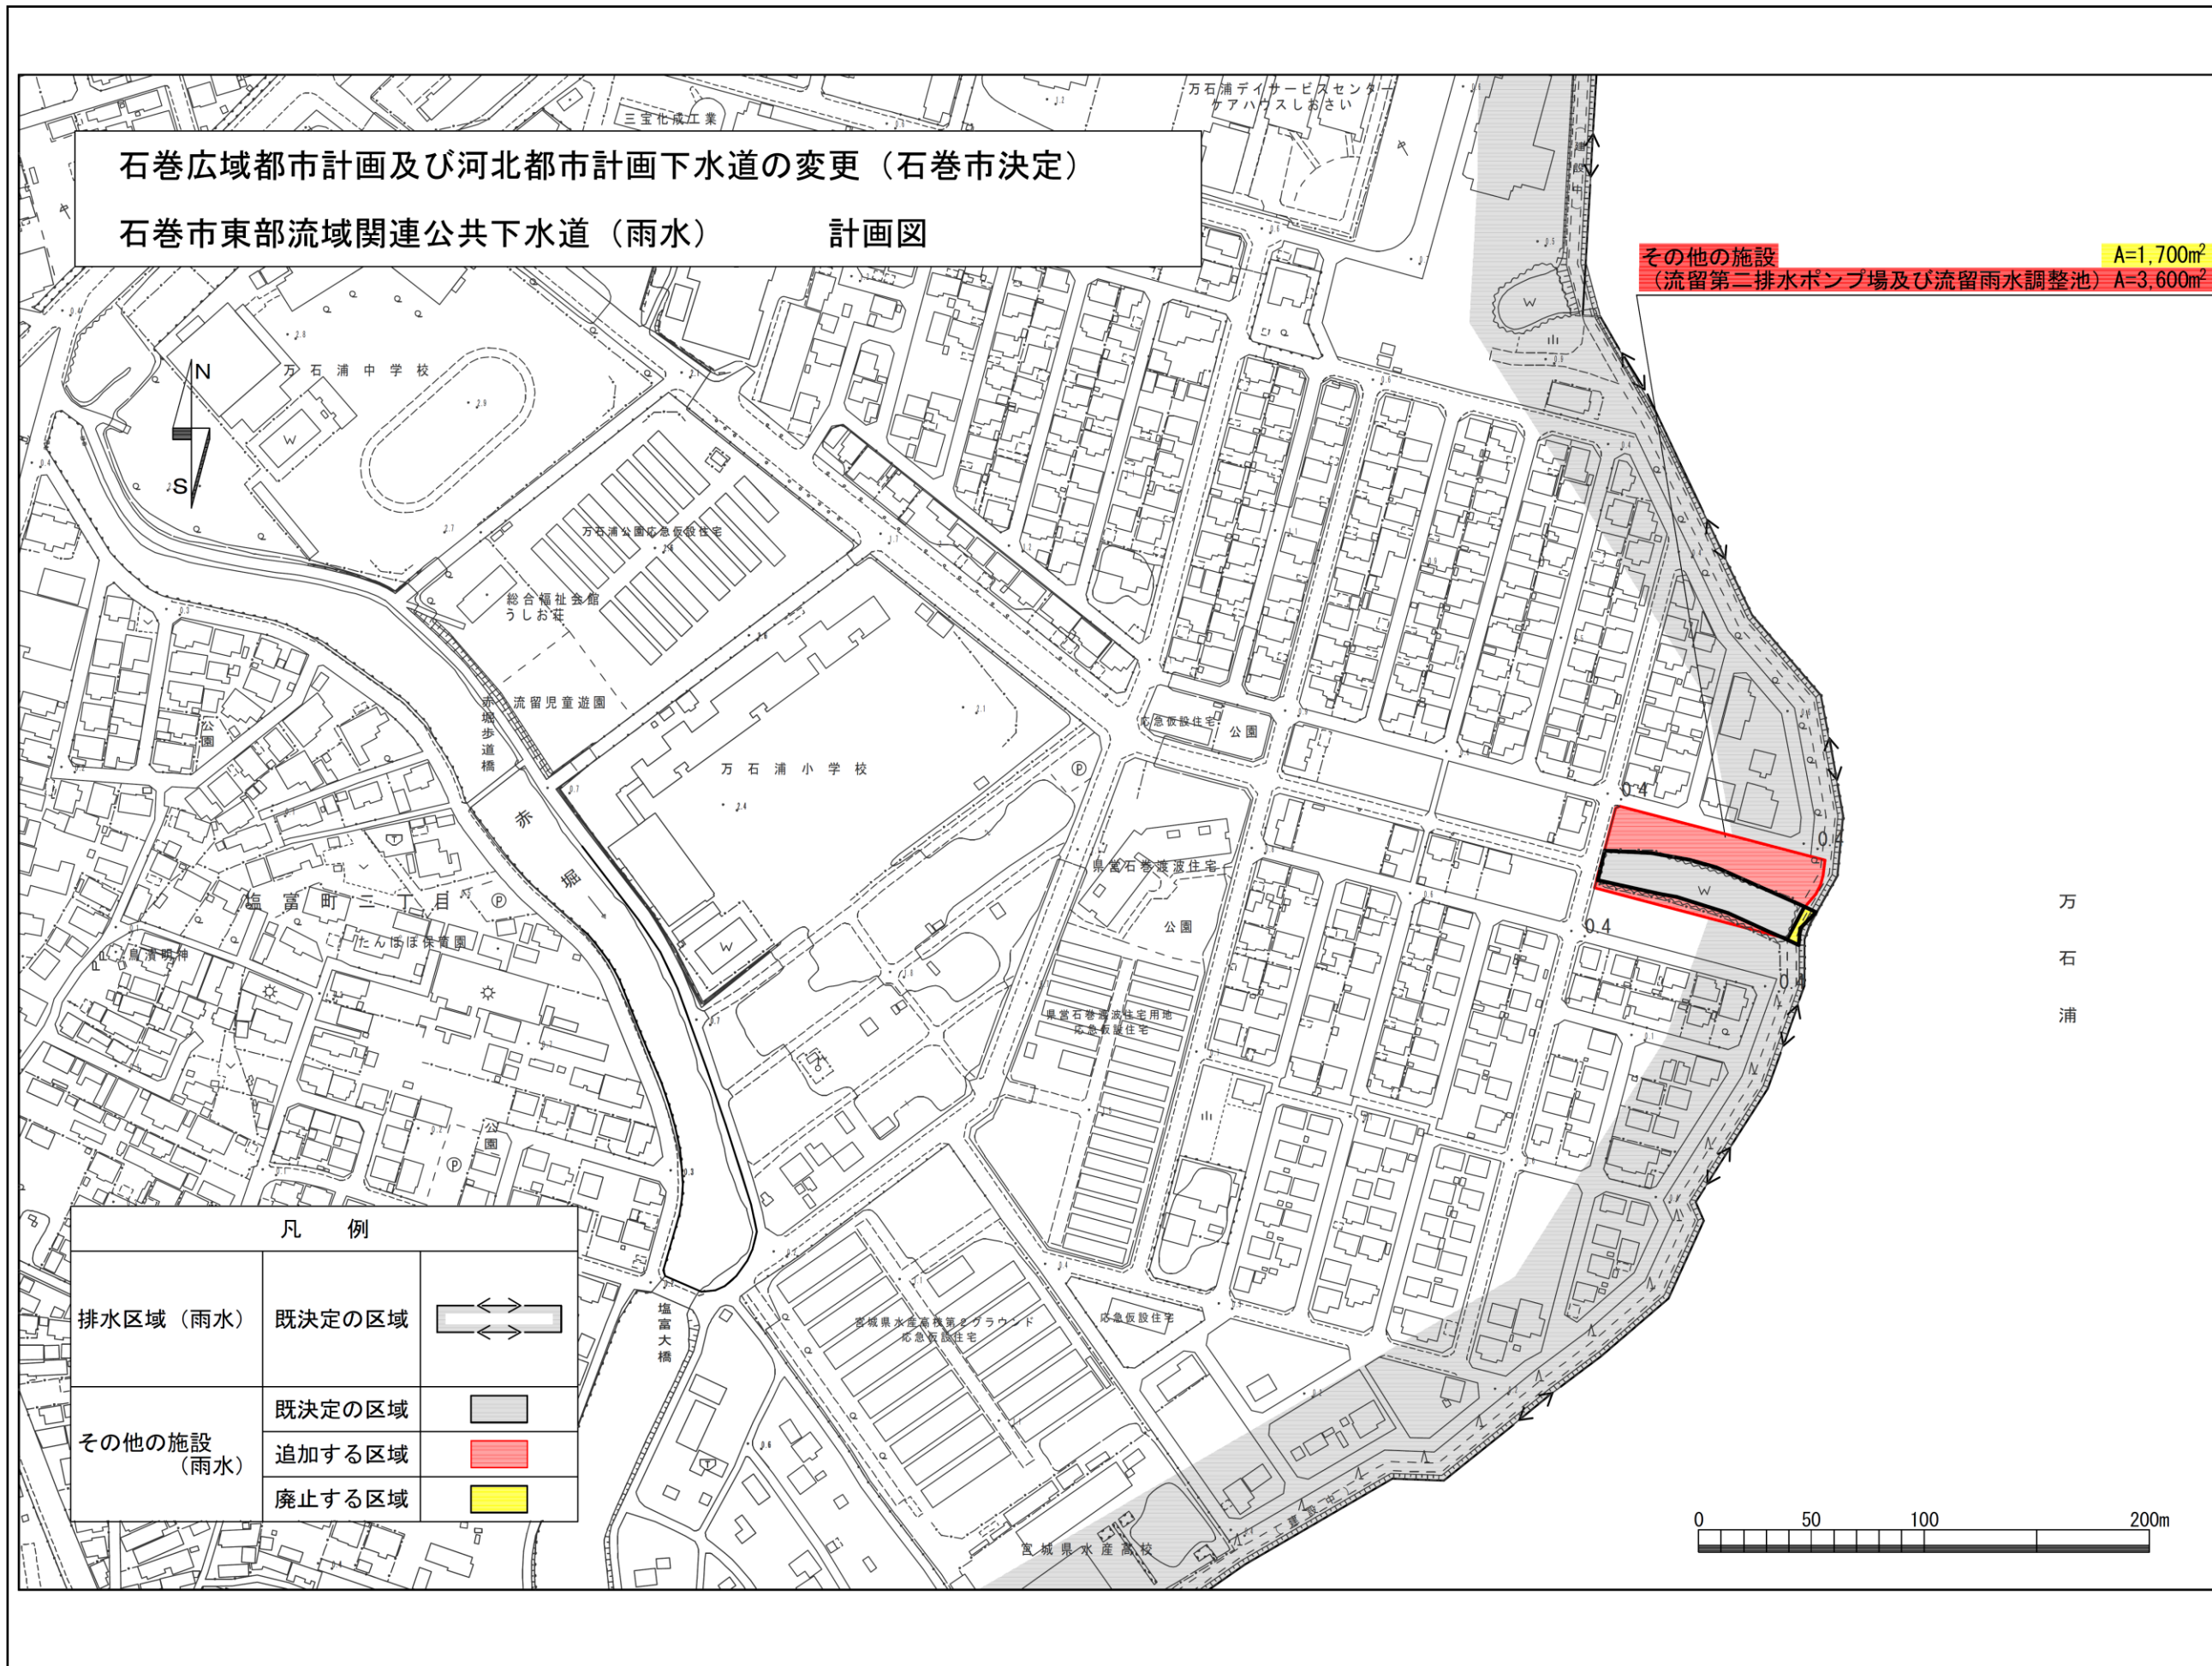 石巻広域都市計画及び河北都市計画下水道の変更（石巻市決定）
石巻市東部流域関連公共下水道（雨水）　計画図
三宝化成工業
万石浦デイサービスセンター
ケアハウスしおさい
その他の施設 A=1,700m²
（流留第二排水ポンプ場及び流留雨水調整池） A=3,600m²
N
S
万石浦中学校
万石浦公園応急仮設住宅
総合福祉会館
うしお荘
流留児童遊園
赤堀歩道橋
公園
万石浦小学校
応急仮設住宅
公園
赤堀
県営石巻渡波住宅
公園
県営石巻渡波住宅用地
応急仮設住宅
塩富町二丁目
たんぽぽ保育園
公園
0.4
0.4
0.4
0.4
万石浦
塩富大橋
宮城県水産高校第2グラウンド
応急仮設住宅
応急仮設住宅
宮城県水産高校
建設中
建設中
凡　例
排水区域（雨水）
既決定の区域
その他の施設
（雨水）
既決定の区域
追加する区域
廃止する区域
0 50 100 200m